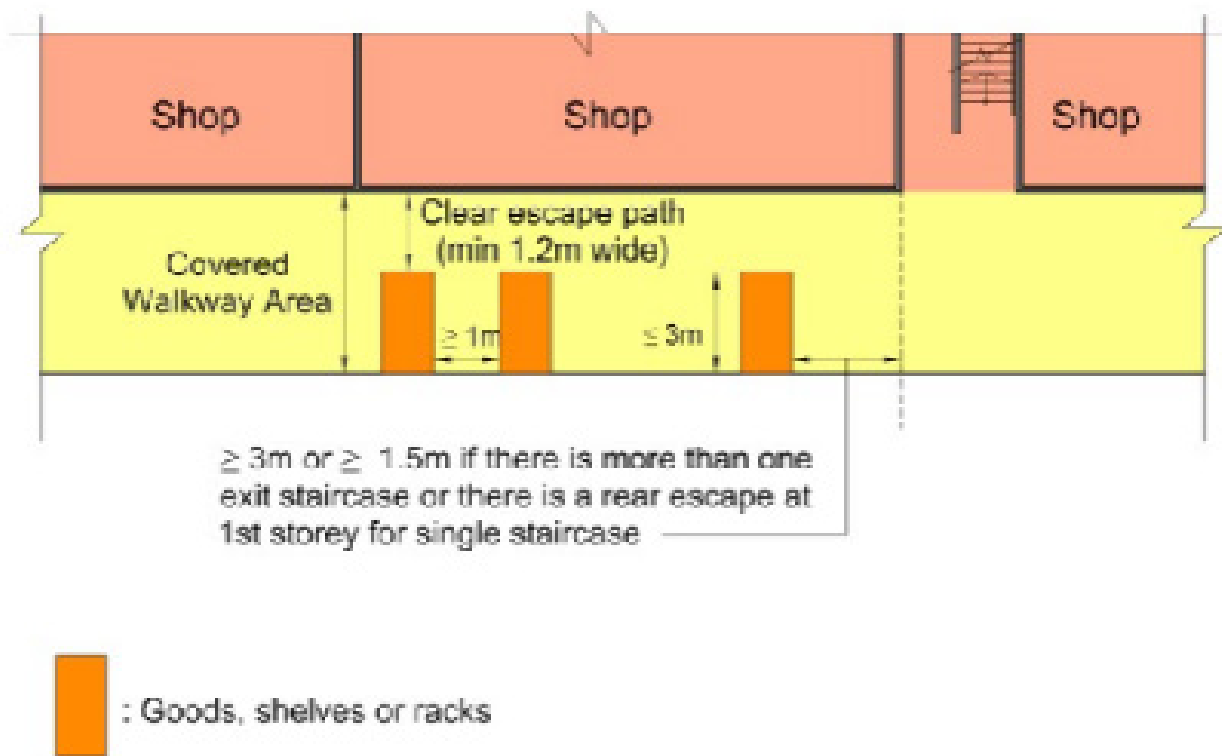 Shop
Shop
Shop
Clear escape path
(min 1.2m wide)
Covered
Walkway Area
≥ 1m
≤ 3m
≥ 3m or ≥ 1.5m if there is more than one
exit staircase or there is a rear escape at
1st storey for single staircase
: Goods, shelves or racks